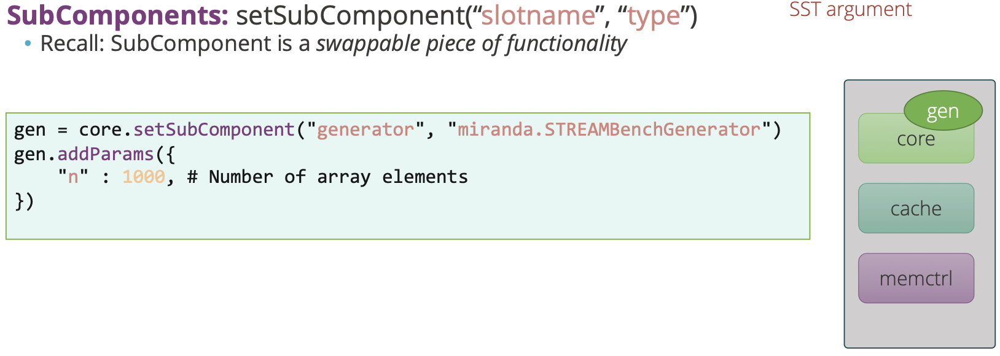 SubComponents: setSubComponent(“slotname”, “type”)
SST argument
• Recall: SubComponent is a swappable piece of functionality
gen = core.setSubComponent("generator", "miranda.STREAMBenchGenerator")
gen.addParams({
    "n" : 1000, # Number of array elements
})
gen
core
cache
memctrl